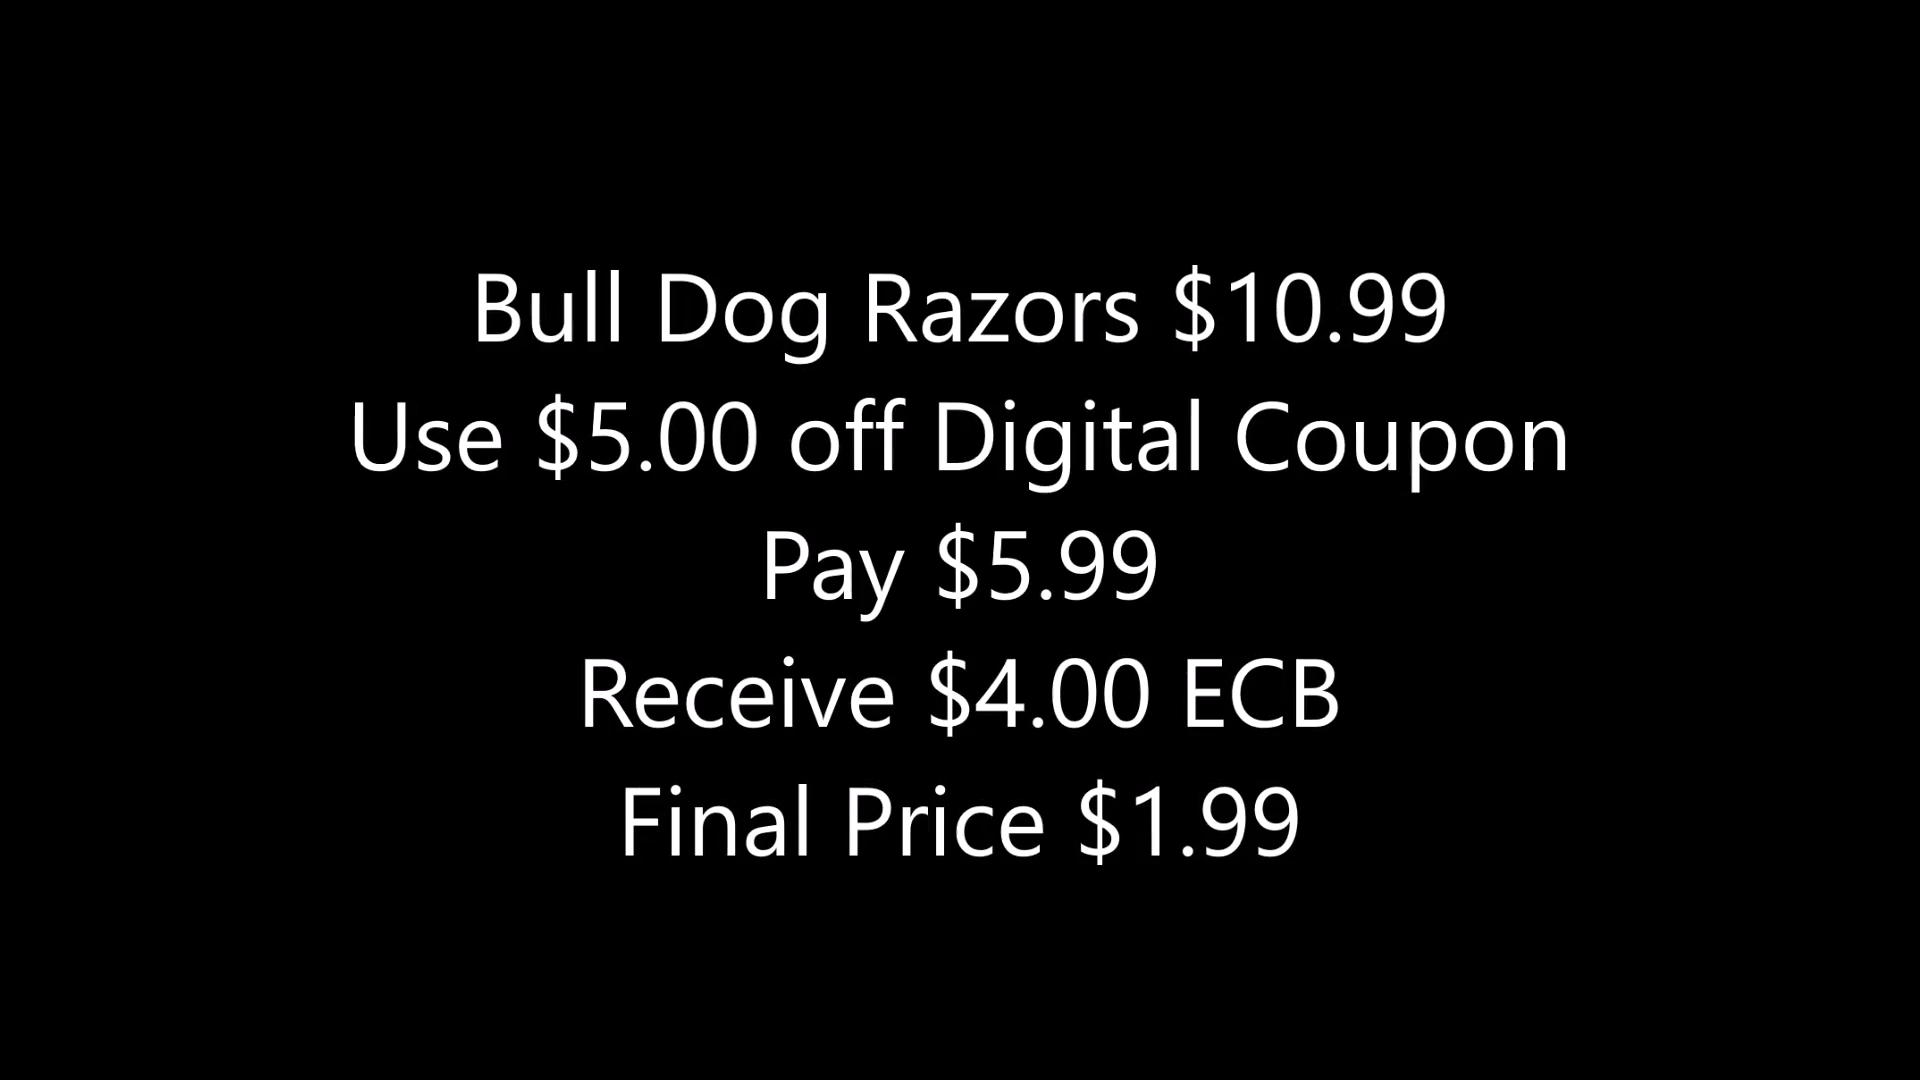 Bull Dog Razors $10.99
Use $5.00 off Digital Coupon
Pay $5.99
Receive $4.00 ECB
Final Price $1.99